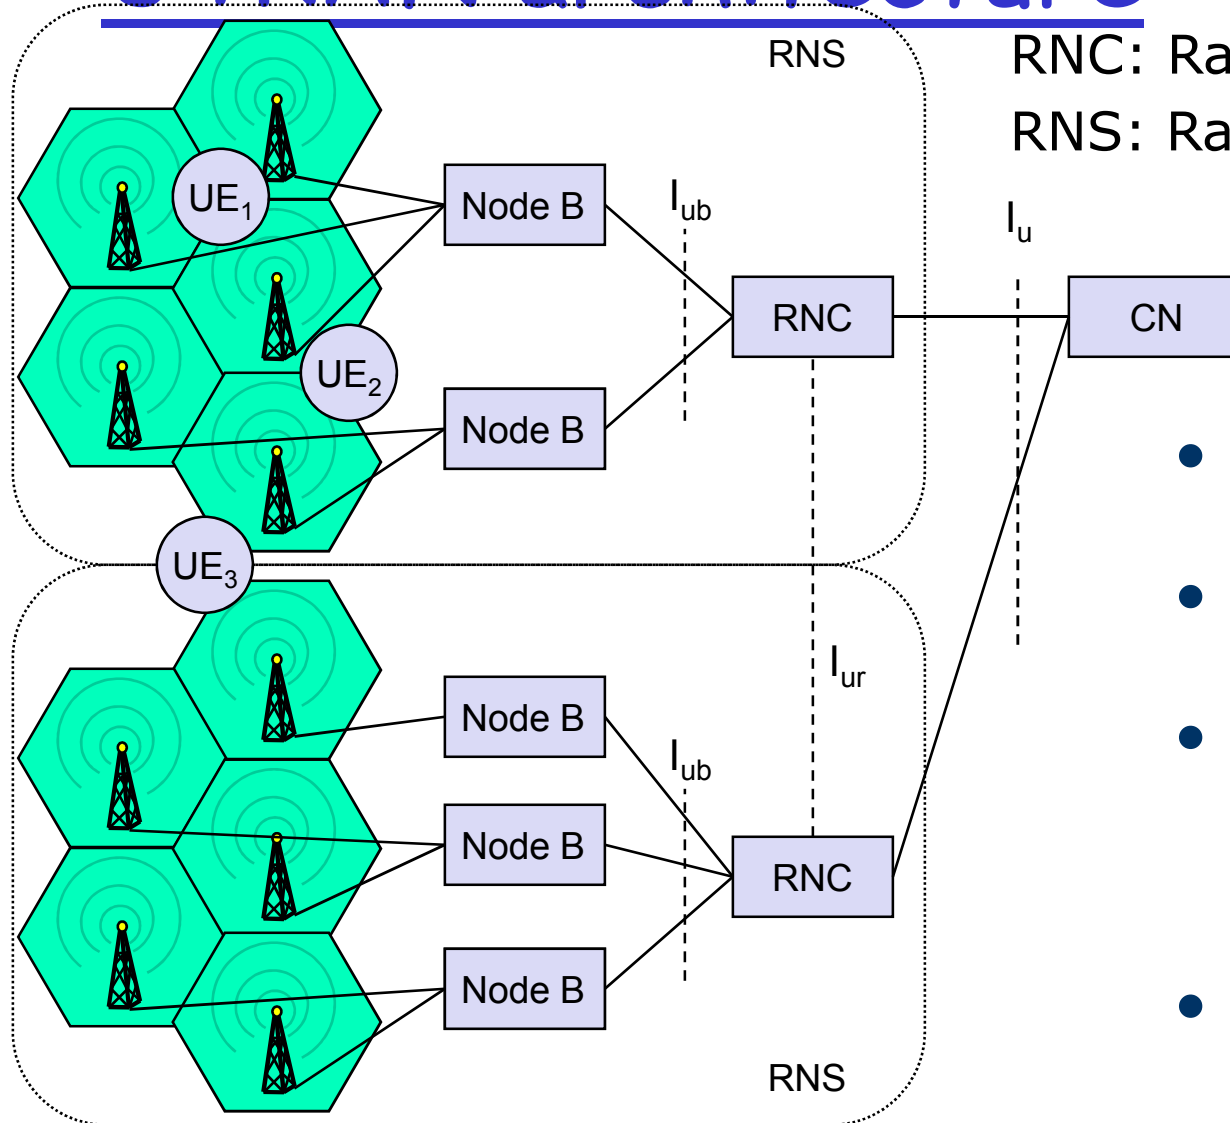 RNS
RNC: Ra
RNS: Ra
UE1
Node B
Iub
Iu
RNC
CN
UE2
Node B
UE3
Iur
Node B
Iub
Node B
RNC
Node B
RNS